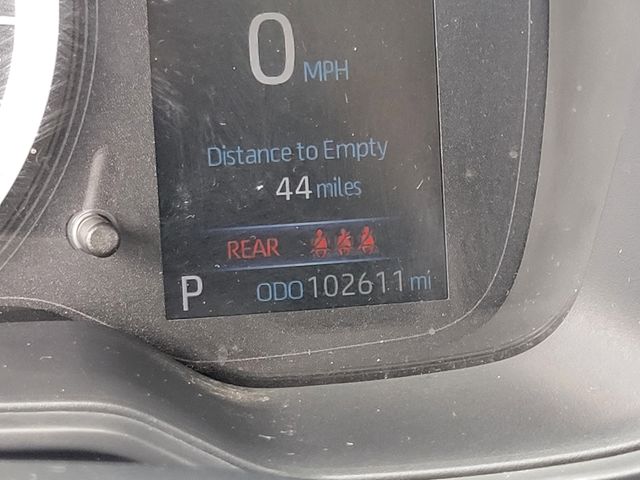 0 MPH
Distance to Empty
44 miles
REAR
P ODO 102611 mi